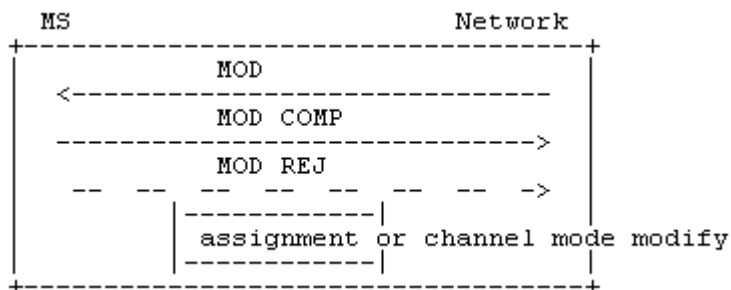 MS Network
MOD
MOD COMP
MOD REJ
assignment or channel mode modify